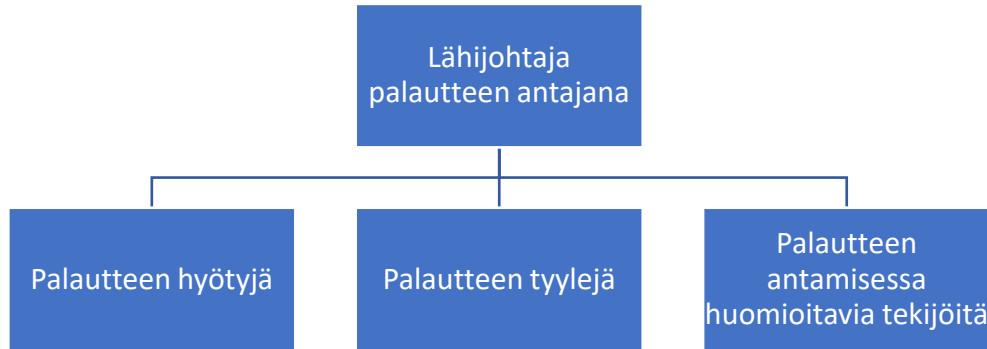 Lähijohtaja
palautteen antajana
Palautteen hyötyjä
Palautteen tyylejä
Palautteen
antamisessa
huomioitavia tekijöitä